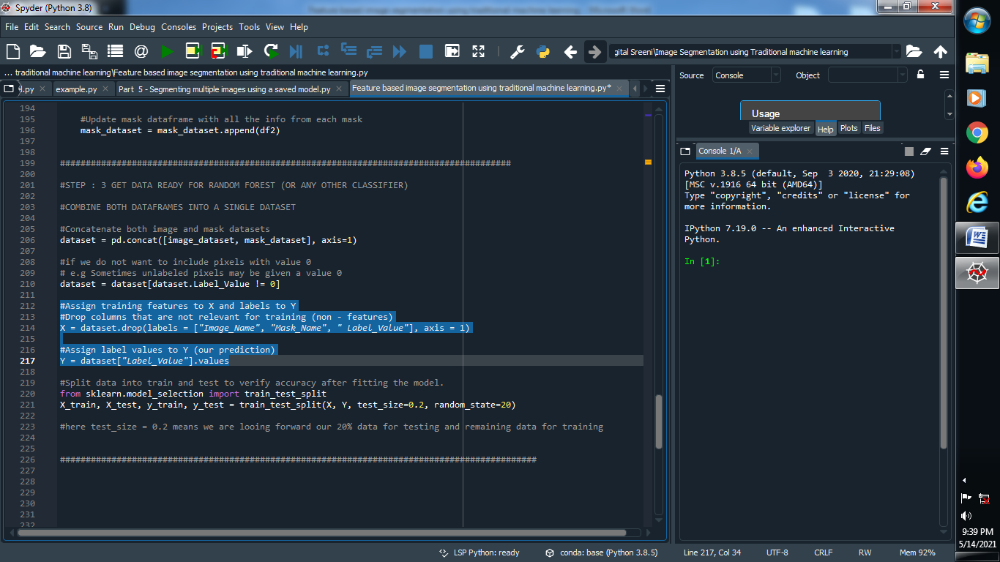 Spyder (Python 3.8)
File Edit Search Source Run Debug Consoles Projects Tools View Help
gital Sreeni\Image Segmentation using Traditional machine learning
... traditional machine learning\Feature based image segmentation using traditional machine learning.py
el.py example.py Part 5 - Segmenting multiple images using a saved model.py Feature based image segmentation using traditional machine learning.py*
194
195 #Update mask dataframe with all the info from each mask
196 mask_dataset = mask_dataset.append(df2)
197
198
199 ########################################################################################
200
201 #STEP : 3 GET DATA READY FOR RANDOM FOREST (OR ANY OTHER CLASSIFIER)
202
203 #COMBINE BOTH DATAFRAMES INTO A SINGLE DATASET
204
205 #Concatenate both image and mask datasets
206 dataset = pd.concat([image_dataset, mask_dataset], axis=1)
207
208 #if we do not want to include pixels with value 0
209 # e.g Sometimes unlabeled pixels may be given a value 0
210 dataset = dataset[dataset.Label_Value != 0]
211
212 #Assign training features to X and labels to Y
213 #Drop columns that are not relevant for training (non - features)
214 X = dataset.drop(labels = ["Image_Name", "Mask_Name", " Label_Value"], axis = 1)
215
216 #Assign label values to Y (our prediction)
217 Y = dataset["Label_Value"].values
218
219 #Split data into train and test to verify accuracy after fitting the model.
220 from sklearn.model_selection import train_test_split
221 X_train, X_test, y_train, y_test = train_test_split(X, Y, test_size=0.2, random_state=20)
222
223 #here test_size = 0.2 means we are looing forward our 20% data for testing and remaining data for training
224
225
226 #############################################################################################
227
228
229
230
231
232
Source Console Object
Usage
Variable explorer Help Plots Files
Console 1/A
Python 3.8.5 (default, Sep 3 2020, 21:29:08)
[MSC v.1916 64 bit (AMD64)]
Type "copyright", "credits" or "license" for
more information.
IPython 7.19.0 -- An enhanced Interactive
Python.
In [1]:
LSP Python: ready conda: base (Python 3.8.5) Line 217, Col 34 UTF-8 CRLF RW Mem 92%
9:39 PM
5/14/2021